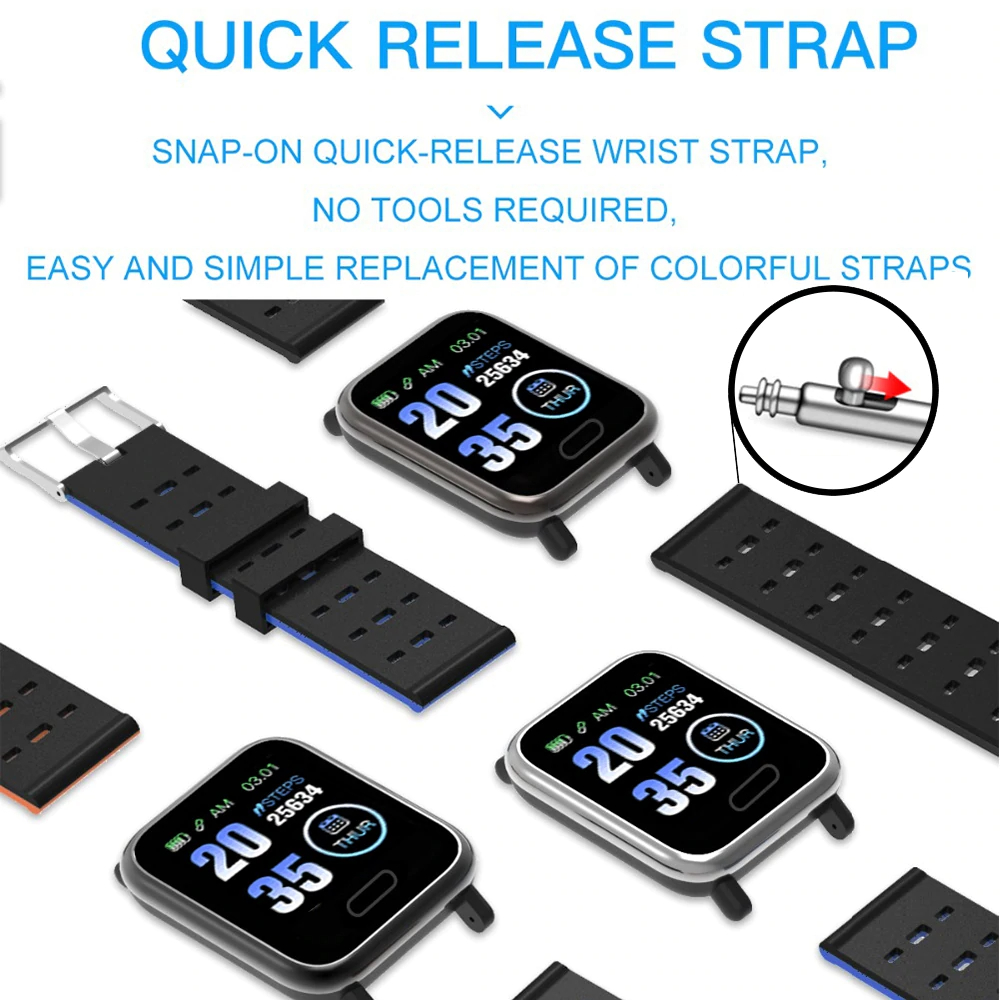 QUICK RELEASE STRAP
SNAP-ON QUICK-RELEASE WRIST STRAP,
NO TOOLS REQUIRED,
EASY AND SIMPLE REPLACEMENT OF COLORFUL STRAPS
AM 03.01
20 STEPS
25634
35 THUR
AM 03.01
20 STEPS
25634
35 THUR
AM 03.01
20 STEPS
25634
35 THUR